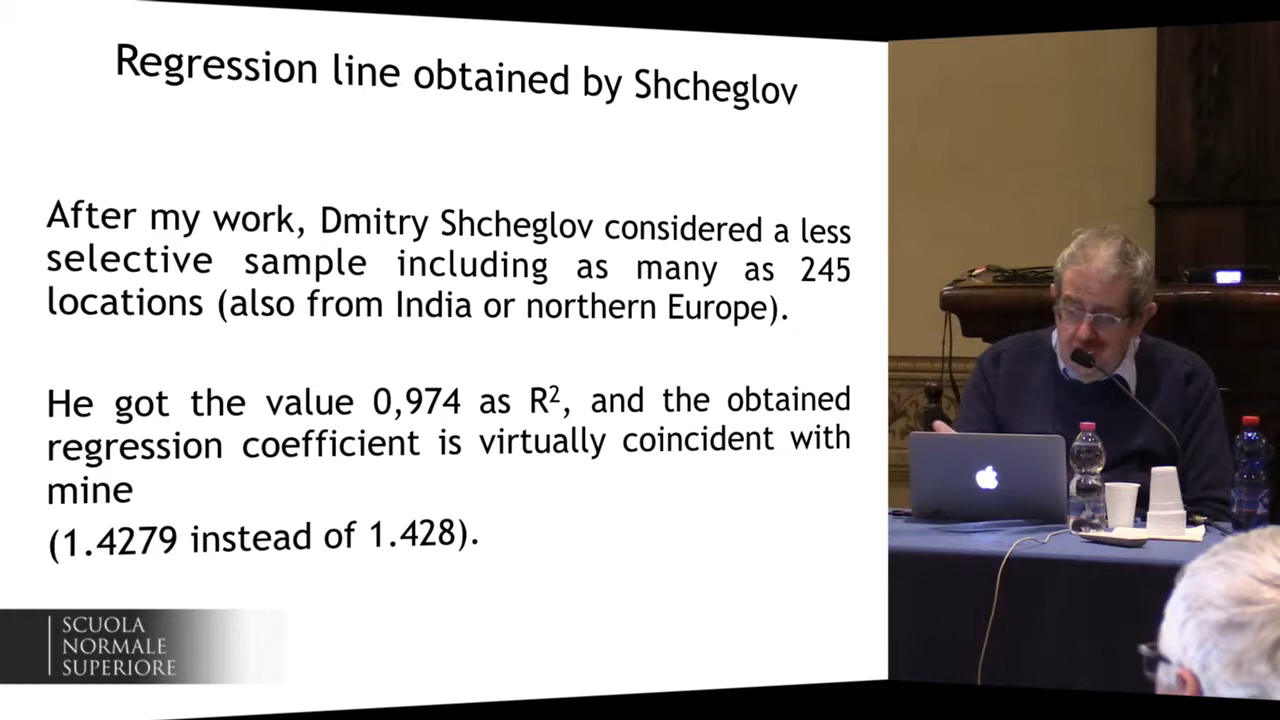 Regression line obtained by Shcheglov
After my work, Dmitry Shcheglov considered a less
selective sample including as many as 245
locations (also from India or northern Europe).
He got the value 0,974 as R², and the obtained
regression coefficient is virtually coincident with
mine
(1.4279 instead of 1.428).
SCUOLA
NORMALE
SUPERIORE